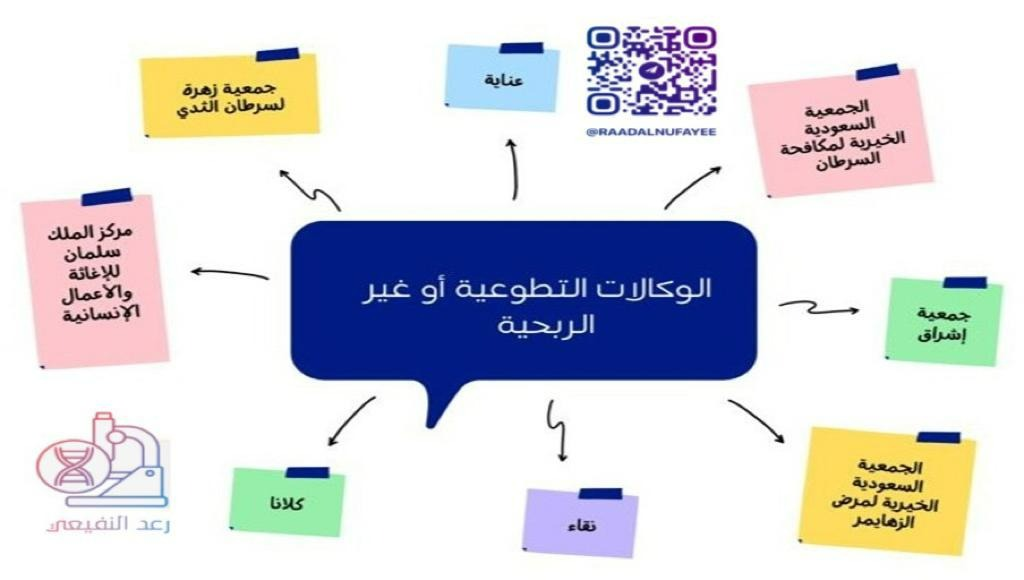 الوكالات التطوعية أو غير
الربحية
الجمعية
السعودية
الخيرية لمكافحة
السرطان
@RAADALNUFAYEE
عناية
جمعية زهرة
لسرطان الثدي
مركز الملك
سلمان
للإغاثة
والأعمال
الإنسانية
جمعية
إشراق
الجمعية
السعودية
الخيرية لمرض
الزهايمر
نقاء
كلانا
رعد النفيعي